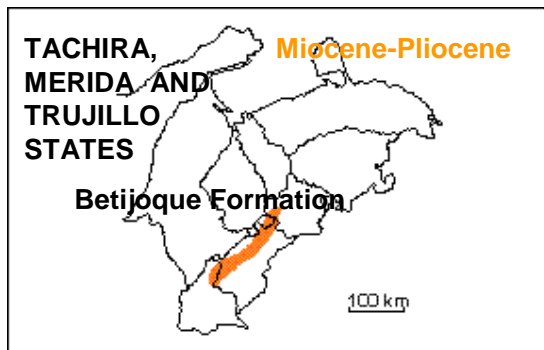 TACHIRA,
MERIDA AND
TRUJILLO
STATES
Miocene-Pliocene
Betijoque Formation
100 km